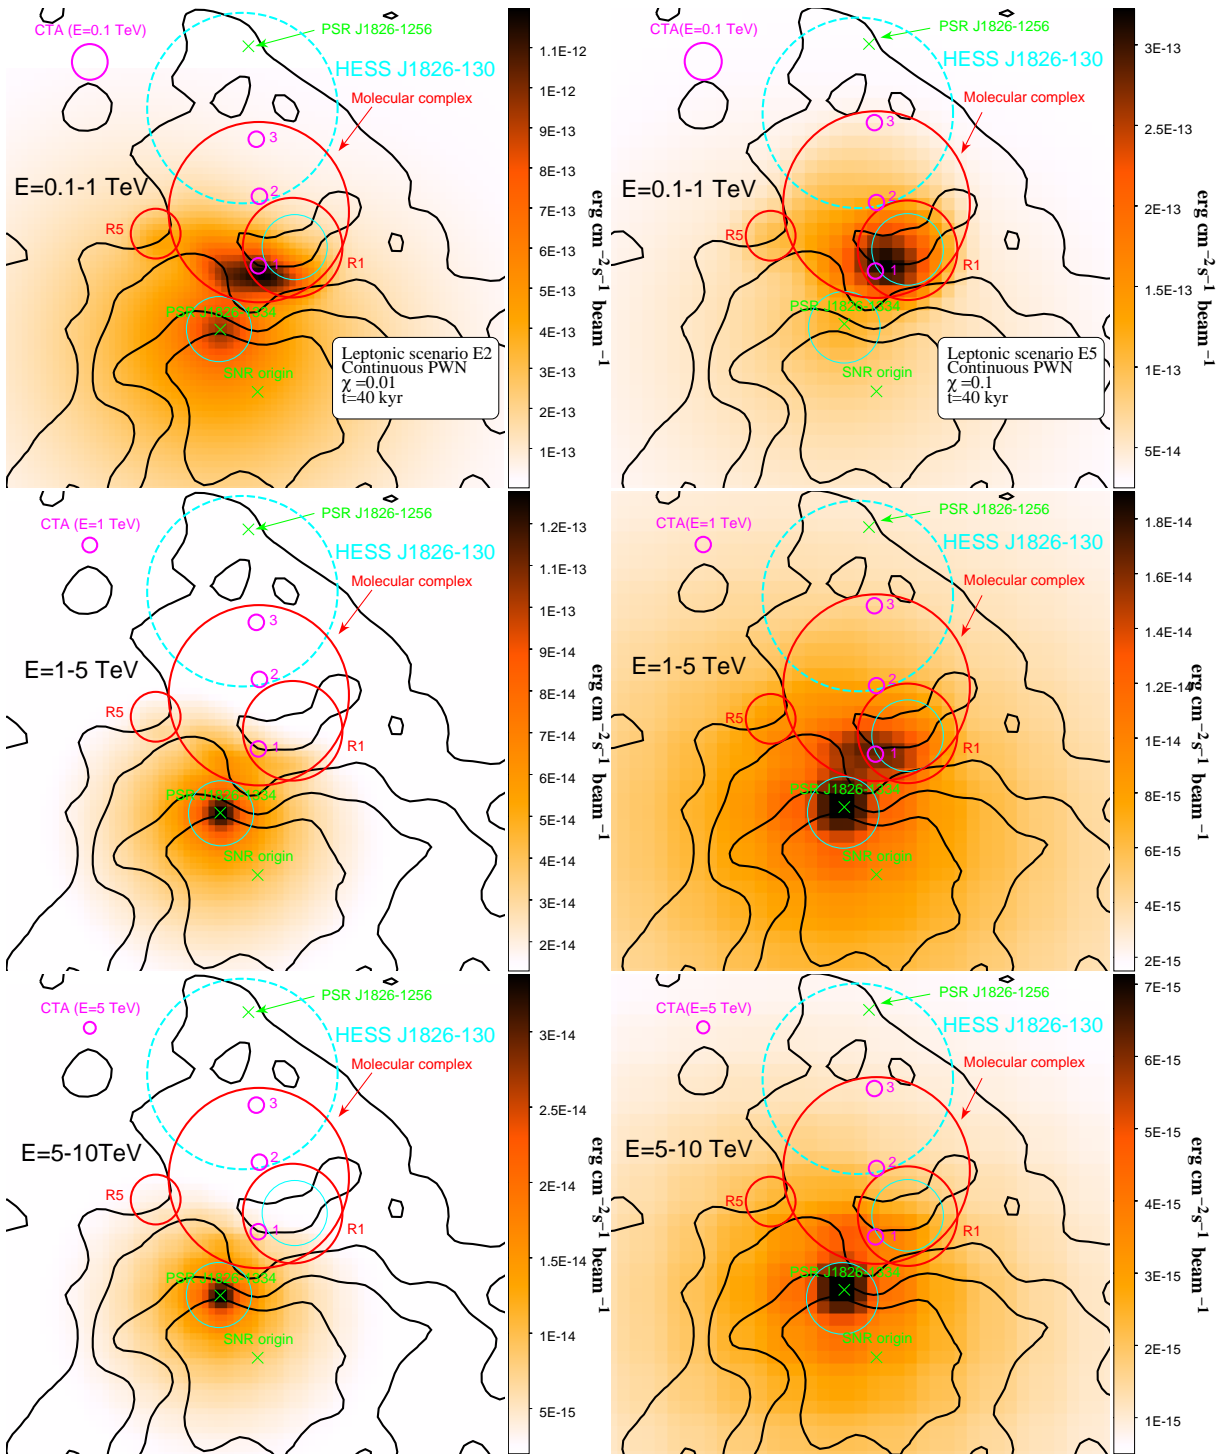 CTA (E=0.1 TeV)
PSR J1826-1256
HESS J1826-130
Molecular complex
3
E=0.1-1 TeV
2
R5
1
R1
PSR J1826-1334
SNR origin
Leptonic scenario E2
Continuous PWN
χ =0.01
t=40 kyr
1.1E-12
1E-12
9E-13
8E-13
7E-13
6E-13
5E-13
4E-13
3E-13
2E-13
1E-13
erg cm−2s−1 beam−1
CTA(E=0.1 TeV)
PSR J1826-1256
HESS J1826-130
Molecular complex
3
E=0.1-1 TeV
2
R5
1
R1
PSR J1826-1334
SNR origin
Leptonic scenario E5
Continuous PWN
χ =0.1
t=40 kyr
3E-13
2.5E-13
2E-13
1.5E-13
1E-13
5E-14
erg cm−2s−1 beam−1
CTA (E=1 TeV)
PSR J1826-1256
HESS J1826-130
Molecular complex
3
E=1-5 TeV
2
R5
1
R1
PSR J1826-1334
SNR origin
1.2E-13
1.1E-13
1E-13
9E-14
8E-14
7E-14
6E-14
5E-14
4E-14
3E-14
2E-14
erg cm−2s−1 beam−1
CTA(E=1 TeV)
PSR J1826-1256
HESS J1826-130
Molecular complex
3
E=1-5 TeV
2
R5
1
R1
PSR J1826-1334
SNR origin
1.8E-14
1.6E-14
1.4E-14
1.2E-14
1E-14
8E-15
6E-15
4E-15
2E-15
erg cm−2s−1 beam−1
CTA(E=5 TeV)
PSR J1826-1256
HESS J1826-130
Molecular complex
3
E=5-10TeV
2
R5
1
R1
PSR J1826-1334
SNR origin
3E-14
2.5E-14
2E-14
1.5E-14
1E-14
5E-15
erg cm−2s−1 beam−1
CTA(E=5 TeV)
PSR J1826-1256
HESS J1826-130
Molecular complex
3
E=5-10 TeV
2
R5
1
R1
PSR J1826-1334
SNR origin
7E-15
6E-15
5E-15
4E-15
3E-15
2E-15
1E-15
erg cm−2s−1 beam−1